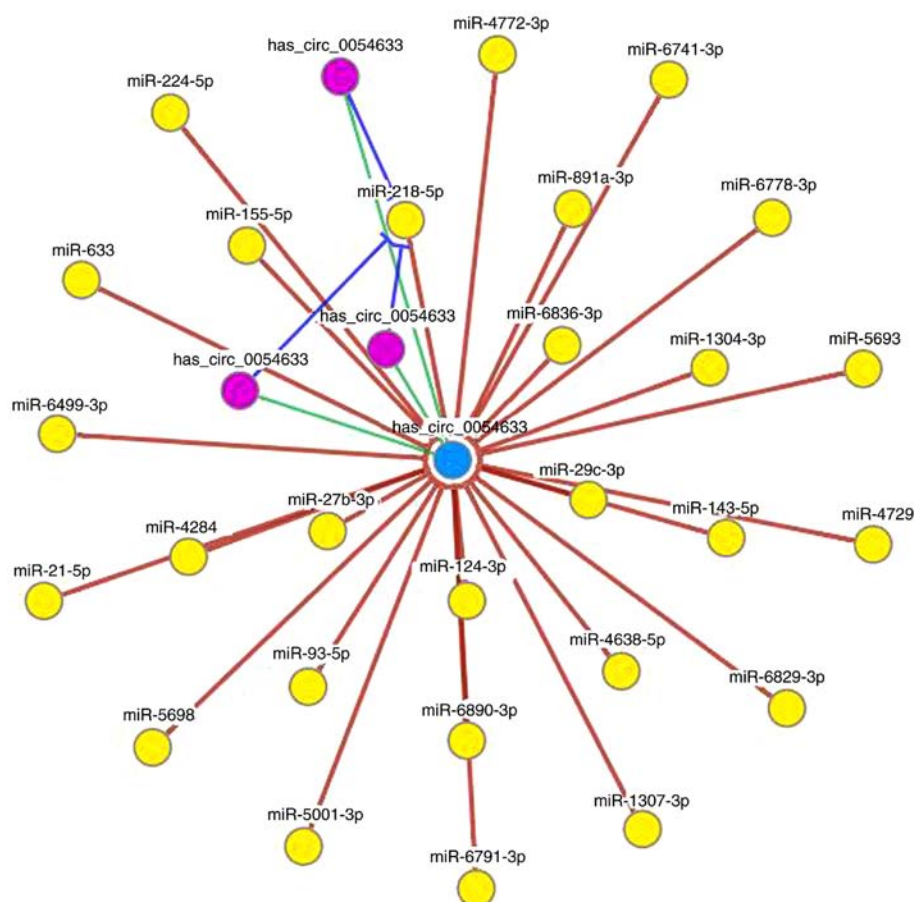 miR-4772-3p
has_circ_0054633
miR-6741-3p
miR-224-5p
miR-891a-3p
miR-6778-3p
miR-218-5p
miR-155-5p
miR-633
has_circ_0054633
miR-6836-3p
miR-1304-3p
miR-5693
has_circ_0054633
miR-6499-3p
has_circ_0054633
miR-29c-3p
miR-27b-3p
miR-143-5p
miR-4729
miR-4284
miR-21-5p
miR-124-3p
miR-4638-5p
miR-93-5p
miR-6829-3p
miR-5698
miR-6890-3p
miR-1307-3p
miR-5001-3p
miR-6791-3p